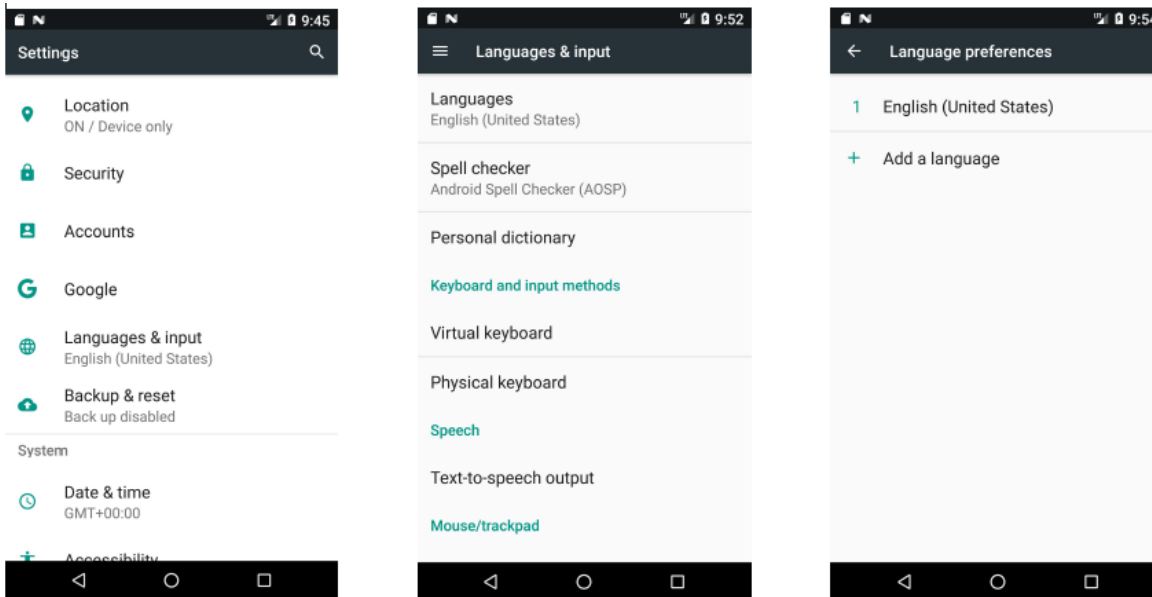 9:45
Settings
Location
ON / Device only
Security
Accounts
Google
Languages & input
English (United States)
Backup & reset
Back up disabled
System
Date & time
GMT+00:00
Accessibility
9:52
Languages & input
Languages
English (United States)
Spell checker
Android Spell Checker (AOSP)
Personal dictionary
Keyboard and input methods
Virtual keyboard
Physical keyboard
Speech
Text-to-speech output
Mouse/trackpad
9:54
Language preferences
1 English (United States)
+ Add a language